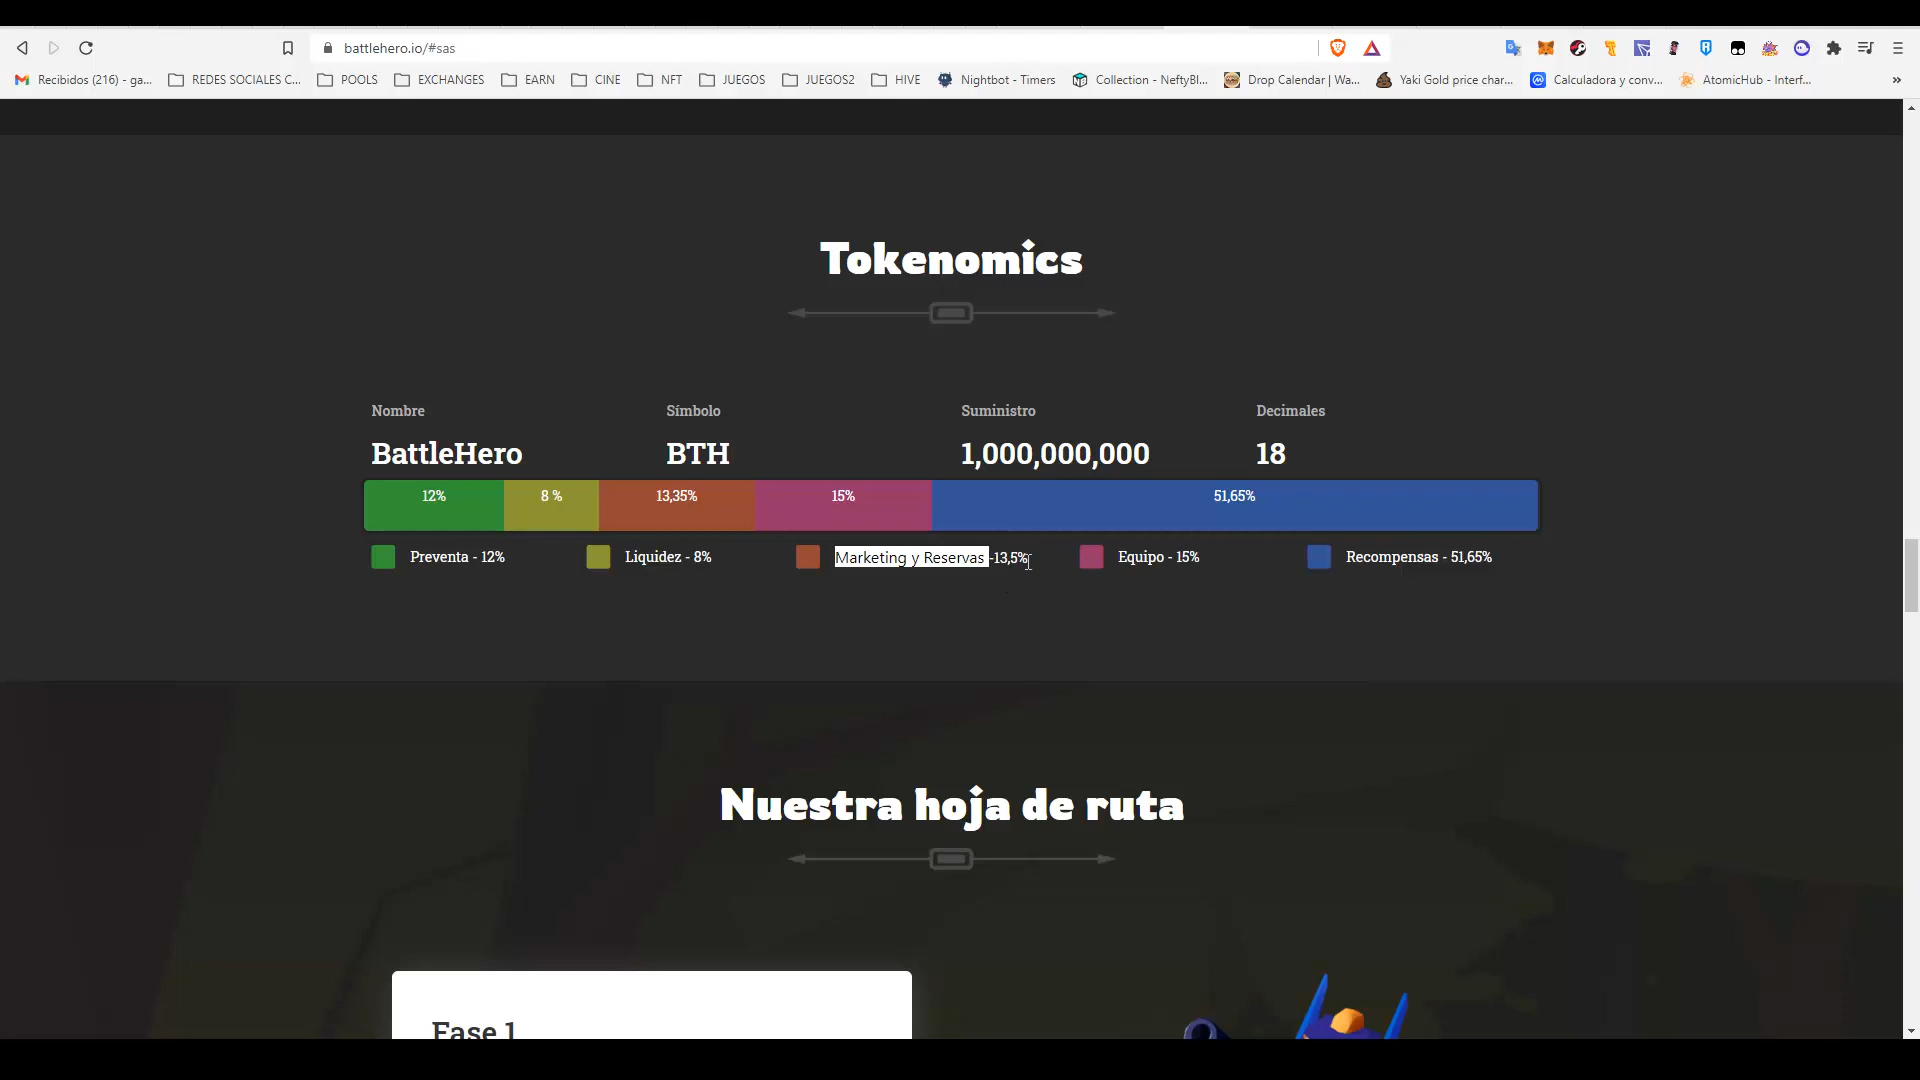 battlehero.io/#sas
Recibidos (216) - ga... REDES SOCIALES C... POOLS EXCHANGES EARN CINE NFT JUEGOS JUEGOS2 HIVE Nightbot - Timers Collection - NeftyBl... Drop Calendar | Wa... Yaki Gold price char... Calculadora y conv... AtomicHub - Interf... »
Tokenomics
Nombre Símbolo Suministro Decimales
BattleHero BTH 1,000,000,000 18
12% 8 % 13,35% 15% 51,65%
Preventa - 12% Liquidez - 8% Marketing y Reservas -13,5% Equipo - 15% Recompensas - 51,65%
Nuestra hoja de ruta
Fase 1